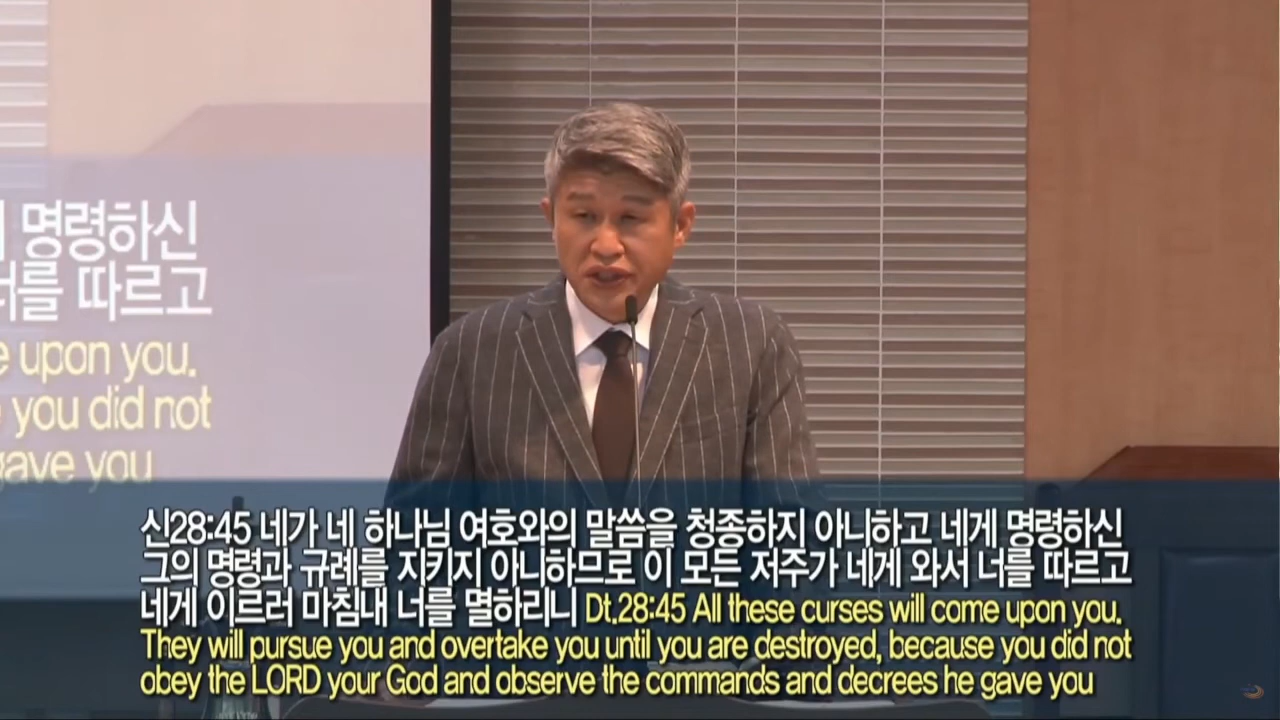 명령하신
너를 따르고
upon you.
you did not
gave you
신28:45 네가 네 하나님 여호와의 말씀을 청종하지 아니하고 네게 명령하신
그의 명령과 규례를 지키지 아니하므로 이 모든 저주가 네게 와서 너를 따르고
네게 이르러 마침내 너를 멸하리니 Dt.28:45 All these curses will come upon you.
They will pursue you and overtake you until you are destroyed, because you did not
obey the LORD your God and observe the commands and decrees he gave you